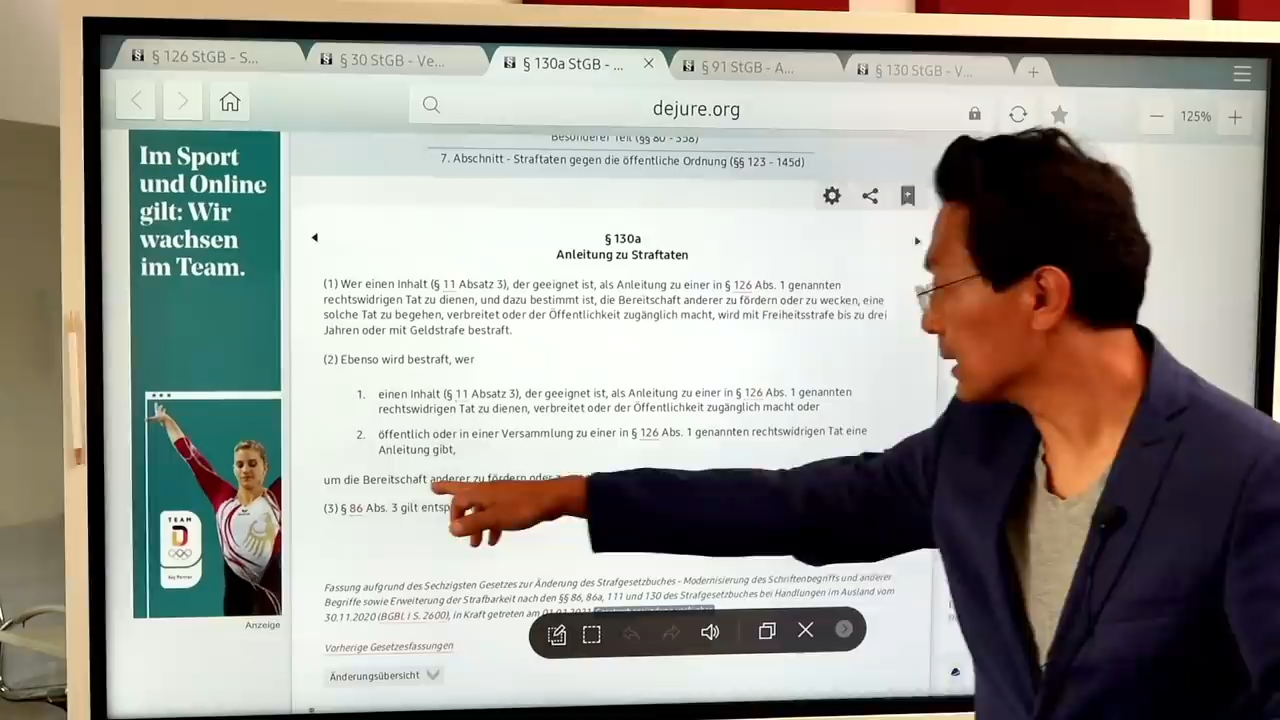 § 126 StGB - S...
§ 30 StGB - Ve...
§ 130a StGB - ...
§ 91 StGB - A...
§ 130 StGB - V...
dejure.org
125%
Im Sport
und Online
gilt: Wir
wachsen
im Team.
TEAM
D
Anzeige
Besonderer Teil (§§ 80 - 358)
7. Abschnitt - Straftaten gegen die öffentliche Ordnung (§§ 123 - 145d)
§ 130a
Anleitung zu Straftaten
(1) Wer einen Inhalt (§ 11 Absatz 3), der geeignet ist, als Anleitung zu einer in § 126 Abs. 1 genannten
rechtswidrigen Tat zu dienen, und dazu bestimmt ist, die Bereitschaft anderer zu fördern oder zu wecken, eine
solche Tat zu begehen, verbreitet oder der Öffentlichkeit zugänglich macht, wird mit Freiheitsstrafe bis zu drei
Jahren oder mit Geldstrafe bestraft.
(2) Ebenso wird bestraft, wer
1. einen Inhalt (§ 11 Absatz 3), der geeignet ist, als Anleitung zu einer in § 126 Abs. 1 genannten
rechtswidrigen Tat zu dienen, verbreitet oder der Öffentlichkeit zugänglich macht oder
2. öffentlich oder in einer Versammlung zu einer in § 126 Abs. 1 genannten rechtswidrigen Tat eine
Anleitung gibt,
um die Bereitschaft anderer zu fördern oder
(3) § 86 Abs. 3 gilt entsp
Fassung aufgrund des Sechzigsten Gesetzes zur Änderung des Strafgesetzbuches - Modernisierung des Schriftenbegriffs und anderer
Begriffe sowie Erweiterung der Strafbarkeit nach den §§ 86, 86a, 111 und 130 des Strafgesetzbuches bei Handlungen im Ausland vom
30.11.2020 (BGBl. I S. 2600), in Kraft getreten am 01.01.2021
Vorherige Gesetzesfassungen
Änderungsübersicht